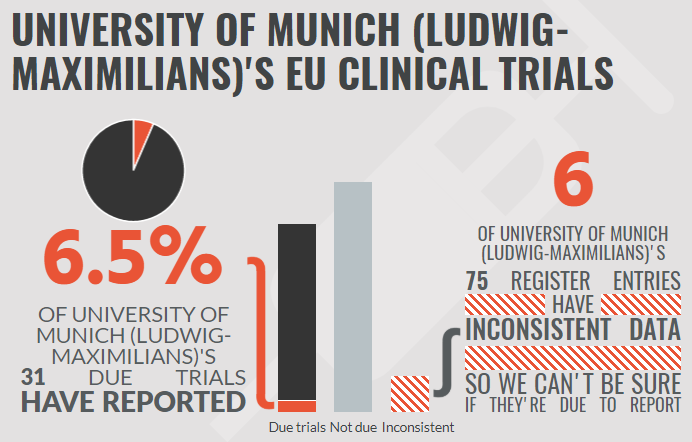 UNIVERSITY OF MUNICH (LUDWIG-
MAXIMILIANS)'S EU CLINICAL TRIALS
6.5%
OF UNIVERSITY OF
MUNICH (LUDWIG-
MAXIMILIANS)'S
31 DUE TRIALS
HAVE REPORTED
Due trials Not due Inconsistent
6
OF UNIVERSITY OF MUNICH
(LUDWIG-MAXIMILIANS)'S
75 REGISTER ENTRIES
HAVE
INCONSISTENT DATA
SO WE CAN'T BE SURE
IF THEY'RE DUE TO REPORT